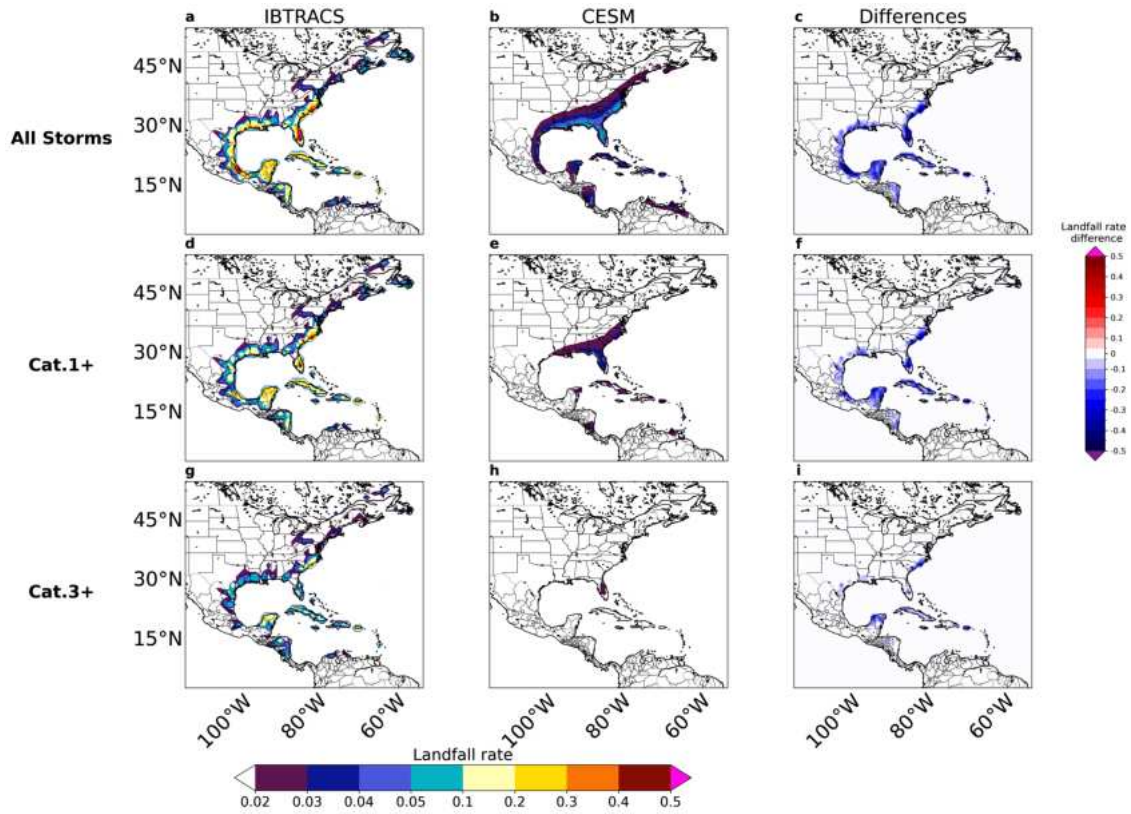 a IBTRACS b CESM c Differences
45°N
All Storms 30°N
15°N
d e f
45°N
Cat.1+ 30°N
15°N
Landfall rate
difference
0.5
0.4
0.3
0.2
0.1
0
-0.1
-0.2
-0.3
-0.4
-0.5
g h i
45°N
Cat.3+ 30°N
15°N
100°W 80°W 60°W 100°W 80°W 60°W 100°W 80°W 60°W
Landfall rate
0.02 0.03 0.04 0.05 0.1 0.2 0.3 0.4 0.5